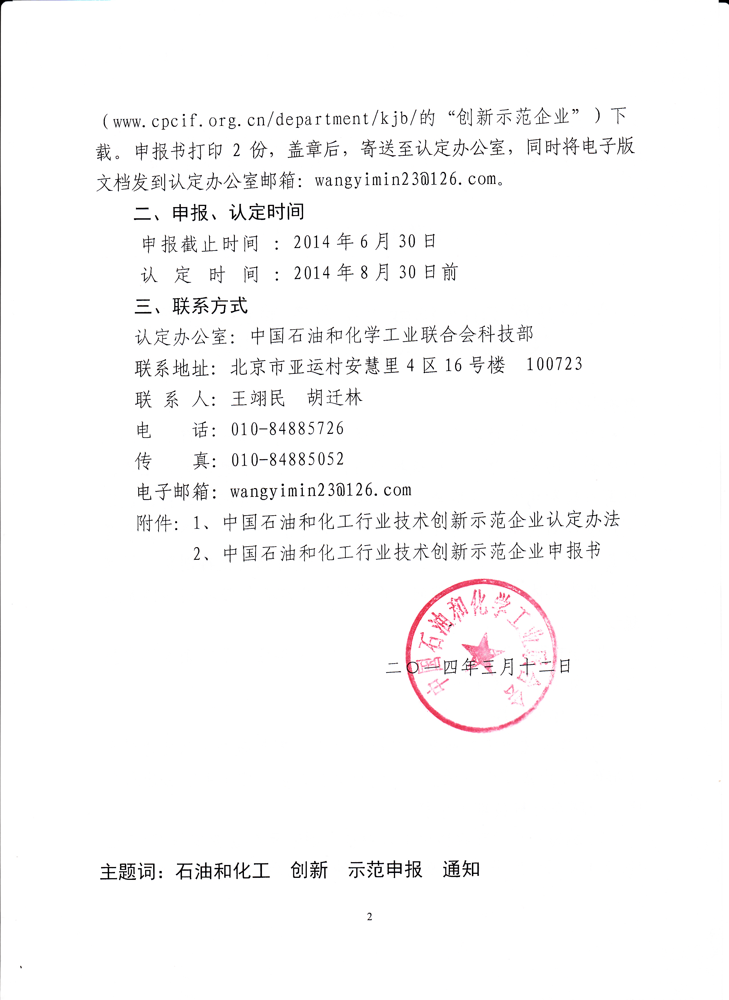 （www.cpcif.org.cn/department/kjb/的“创新示范企业”）下
载。申报书打印 2 份，盖章后，寄送至认定办公室，同时将电子版
文档发到认定办公室邮箱：wangyimin23@126.com。
二、申报、认定时间
申报截止时间 ：2014 年 6 月 30 日
认 定 时 间 ：2014 年 8 月 30 日前
三、联系方式
认定办公室：中国石油和化学工业联合会科技部
联系地址：北京市亚运村安慧里 4 区 16 号楼 100723
联 系 人：王翊民 胡迁林
电 话：010-84885726
传 真：010-84885052
电子邮箱：wangyimin23@126.com
附件：1、中国石油和化工行业技术创新示范企业认定办法
2、中国石油和化工行业技术创新示范企业申报书
中国石油和化学工业联合会
二〇一四年三月十二日
主题词：石油和化工 创新 示范申报 通知
2